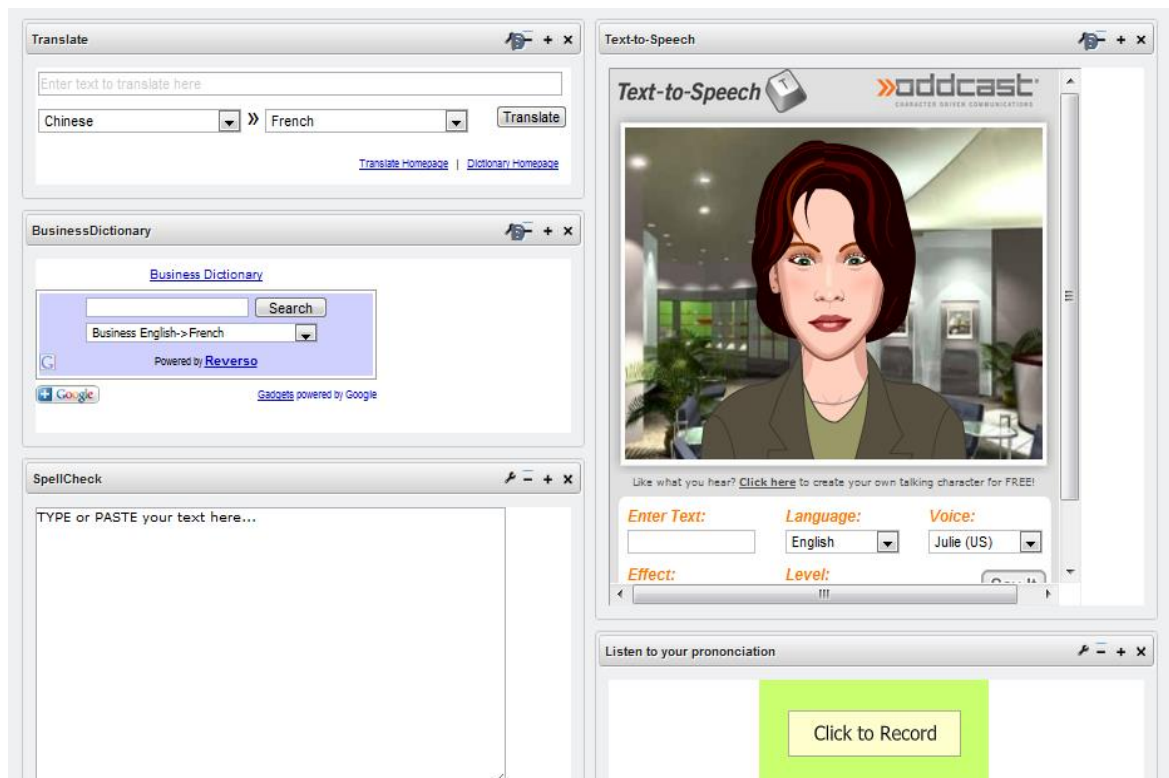 Translate
Enter text to translate here
Chinese » French Translate
Translate Homepage | Dictionary Homepage
BusinessDictionary
Business Dictionary
Search
Business English->French
G Powered by Reverso
Google Gadgets powered by Google
SpellCheck
TYPE or PASTE your text here...
Text-to-Speech
Text-to-Speech T »oddcast
CHARACTER DRIVEN COMMUNICATIONS
Like what you hear? Click here to create your own talking character for FREE!
Enter Text: Language: Voice:
English Julie (US)
Effect: Level:
Listen to your prononciation
Click to Record